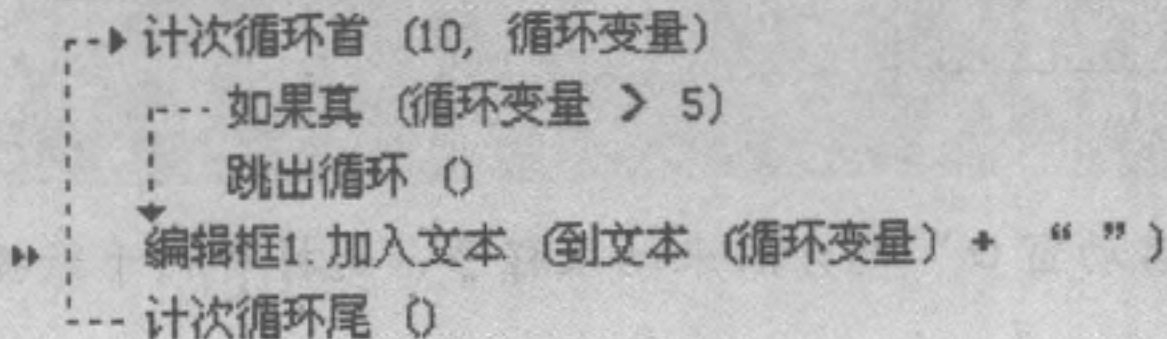 计次循环首 (10, 循环变量)
如果真 (循环变量 > 5)
跳出循环 ()
编辑框1.加入文本 (到文本 (循环变量) + “ ”)
计次循环尾 ()